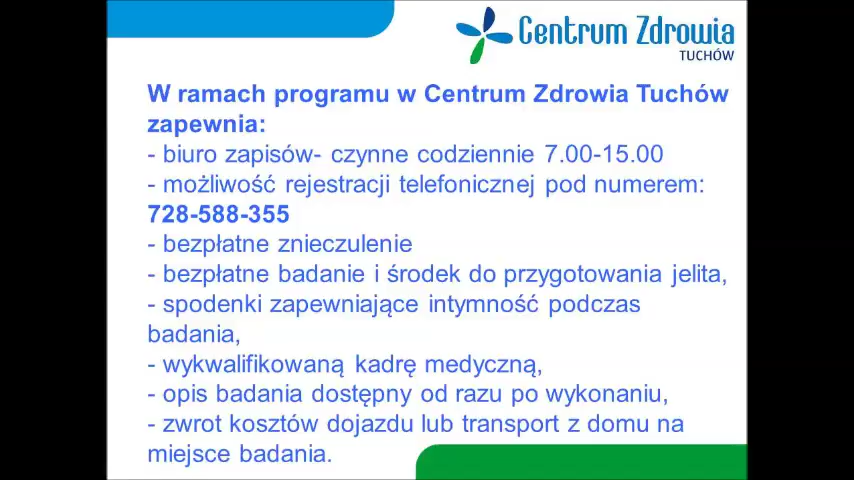 Centrum Zdrowia
TUCHÓW
W ramach programu w Centrum Zdrowia Tuchów
zapewnia:
- biuro zapisów- czynne codziennie 7.00-15.00
- możliwość rejestracji telefonicznej pod numerem:
728-588-355
- bezpłatne znieczulenie
- bezpłatne badanie i środek do przygotowania jelita,
- spodenki zapewniające intymność podczas
badania,
- wykwalifikowaną kadrę medyczną,
- opis badania dostępny od razu po wykonaniu,
- zwrot kosztów dojazdu lub transport z domu na
miejsce badania.